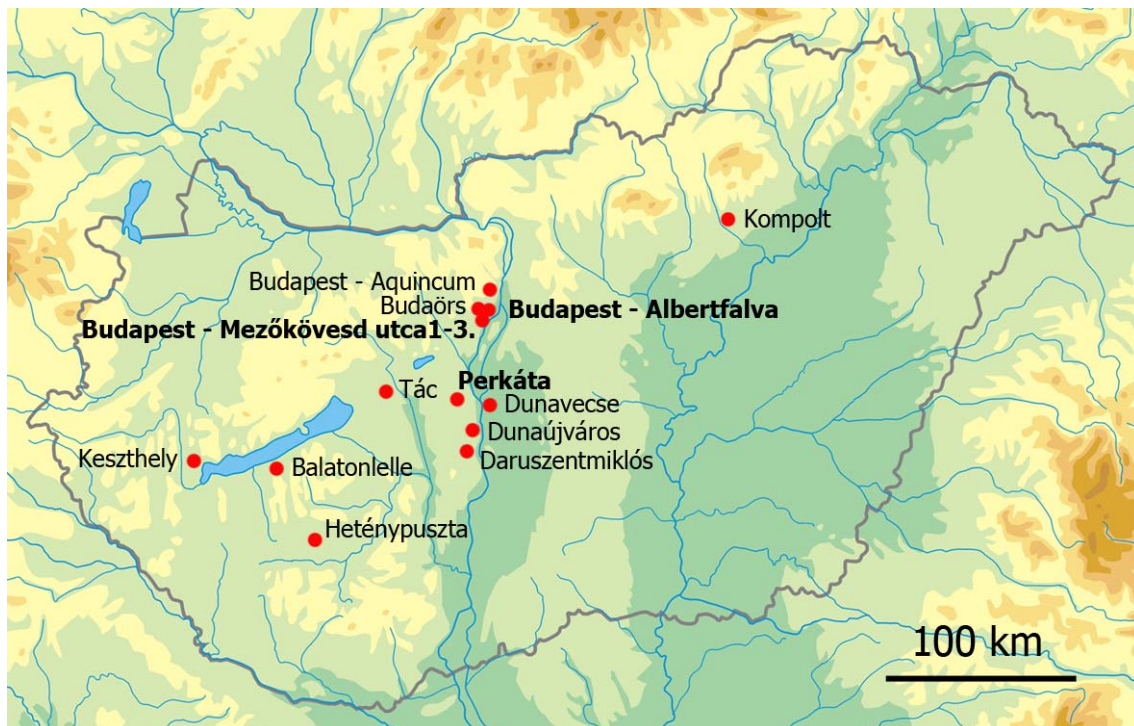 Kompolt
Budapest - Aquincum
Budaörs
Budapest - Albertfalva
Budapest - Mezőkövesd utca1-3.
Perkáta
Tác
Dunavecse
Dunaújváros
Daruszentmiklós
Keszthely
Balatonlelle
Heténypuszta
100 km